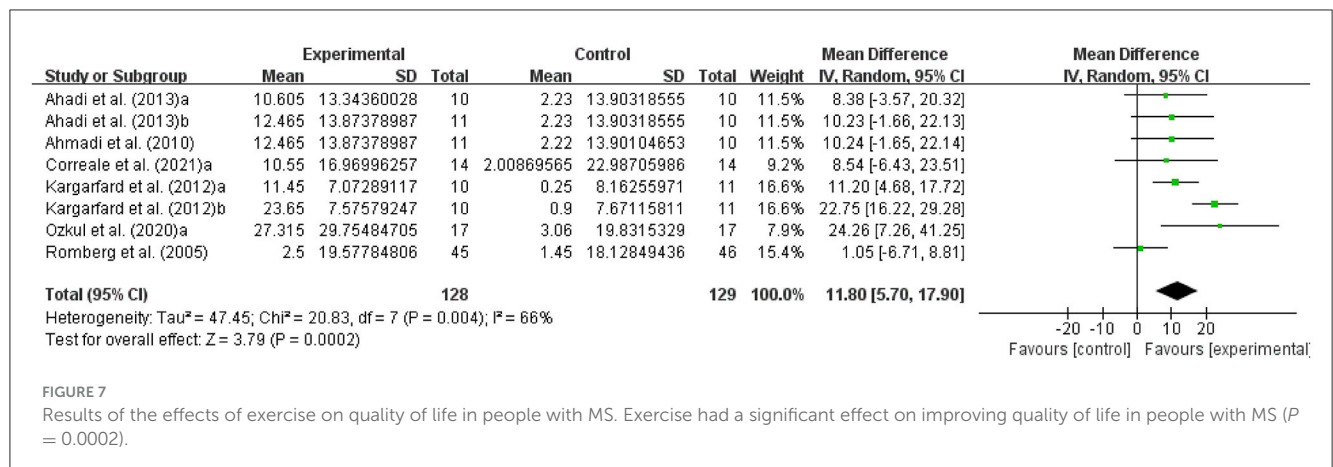 Experimental Control Mean Difference Mean Difference
Study or Subgroup Mean SD Total Mean SD Total Weight IV, Random, 95% CI IV, Random, 95% CI
Ahadi et al. (2013)a 10.605 13.34360028 10 2.23 13.90318555 10 11.5% 8.38 [-3.57, 20.32]
Ahadi et al. (2013)b 12.465 13.87378987 11 2.23 13.90318555 10 11.5% 10.23 [-1.66, 22.13]
Ahmadi et al. (2010) 12.465 13.87378987 11 2.22 13.90104653 10 11.5% 10.24 [-1.65, 22.14]
Correale et al. (2021)a 10.55 16.96996257 14 2.00869565 22.98705986 14 9.2% 8.54 [-6.43, 23.51]
Kargarfard et al. (2012)a 11.45 7.07289117 10 0.25 8.16255971 11 16.6% 11.20 [4.68, 17.72]
Kargarfard et al. (2012)b 23.65 7.57579247 10 0.9 7.67115811 11 16.6% 22.75 [16.22, 29.28]
Ozkul et al. (2020)a 27.315 29.75484705 17 3.06 19.8315329 17 7.9% 24.26 [7.26, 41.25]
Romberg et al. (2005) 2.5 19.57784806 45 1.45 18.12849436 46 15.4% 1.05 [-6.71, 8.81]
Total (95% CI) 128 129 100.0% 11.80 [5.70, 17.90]
Heterogeneity: Tau² = 47.45; Chi² = 20.83, df = 7 (P = 0.004); I² = 66%
Test for overall effect: Z = 3.79 (P = 0.0002)
-20 -10 0 10 20
Favours [control] Favours [experimental]
FIGURE 7
Results of the effects of exercise on quality of life in people with MS. Exercise had a significant effect on improving quality of life in people with MS (P
= 0.0002).